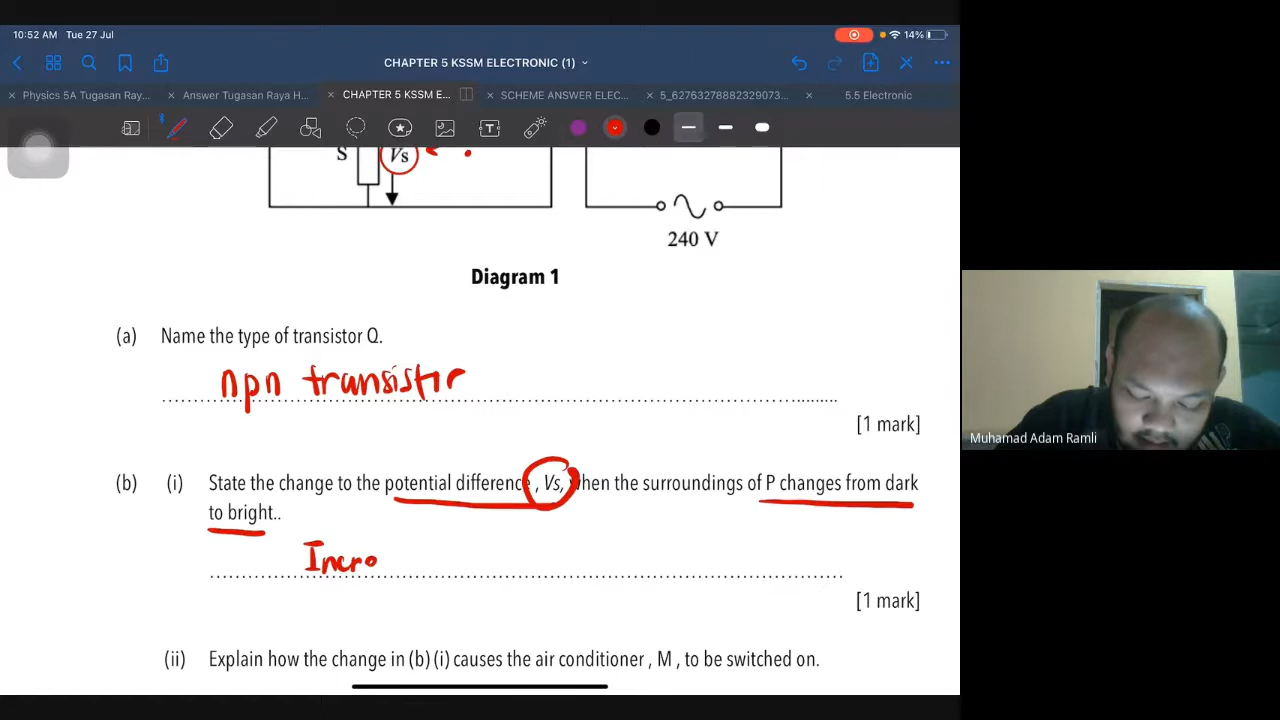 10:52 AM Tue 27 Jul
14%
CHAPTER 5 KSSM ELECTRONIC (1)
Physics 5A Tugasan Ray...
Answer Tugasan Raya H...
CHAPTER 5 KSSM E...
SCHEME ANSWER ELEC...
5_62763278882329073...
5.5 Electronic
S
Vs
240 V
Diagram 1
(a) Name the type of transistor Q.
npn transistir
[1 mark]
(b) (i) State the change to the potential difference , Vs, when the surroundings of P changes from dark
to bright..
Incre
[1 mark]
(ii) Explain how the change in (b) (i) causes the air conditioner , M , to be switched on.
Muhamad Adam Ramli